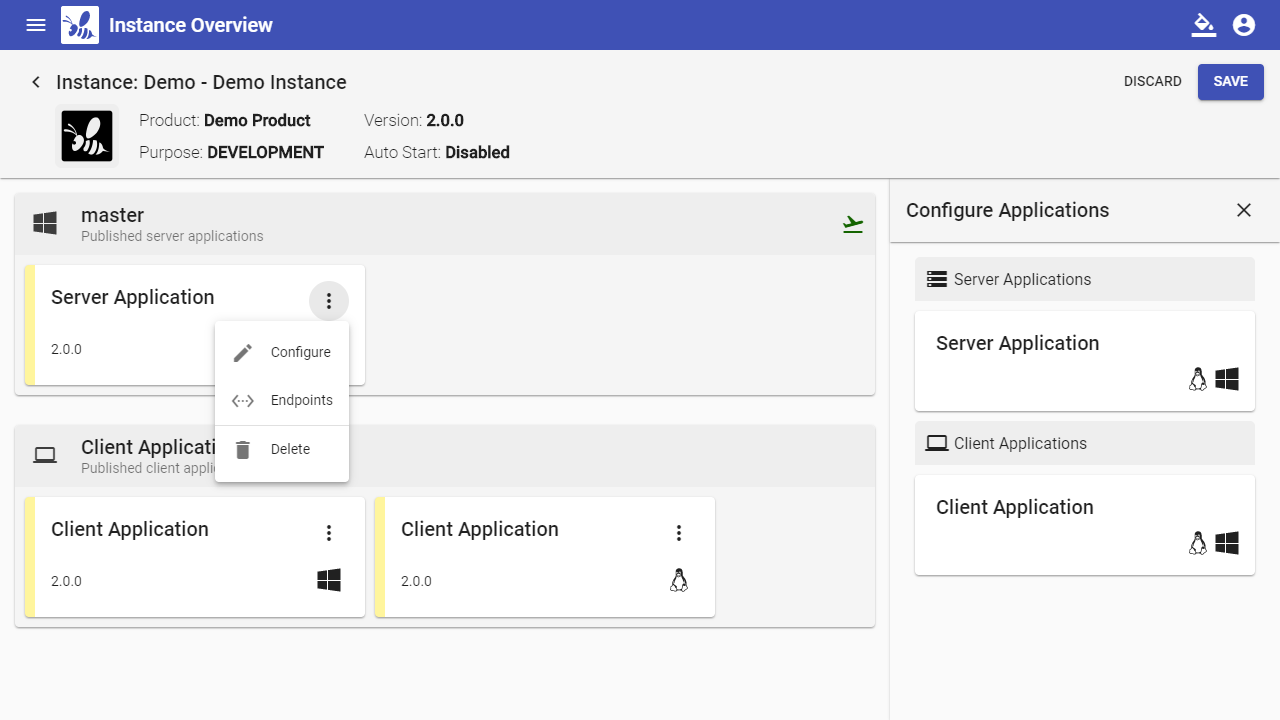 Instance Overview
Instance: Demo - Demo Instance
DISCARD
SAVE
Product: Demo Product
Version: 2.0.0
Purpose: DEVELOPMENT
Auto Start: Disabled
master
Published server applications
Server Application
2.0.0
Configure
Endpoints
Delete
Client Applicati
Published client appli
Client Application
2.0.0
Client Application
2.0.0
Configure Applications
Server Applications
Server Application
Client Applications
Client Application